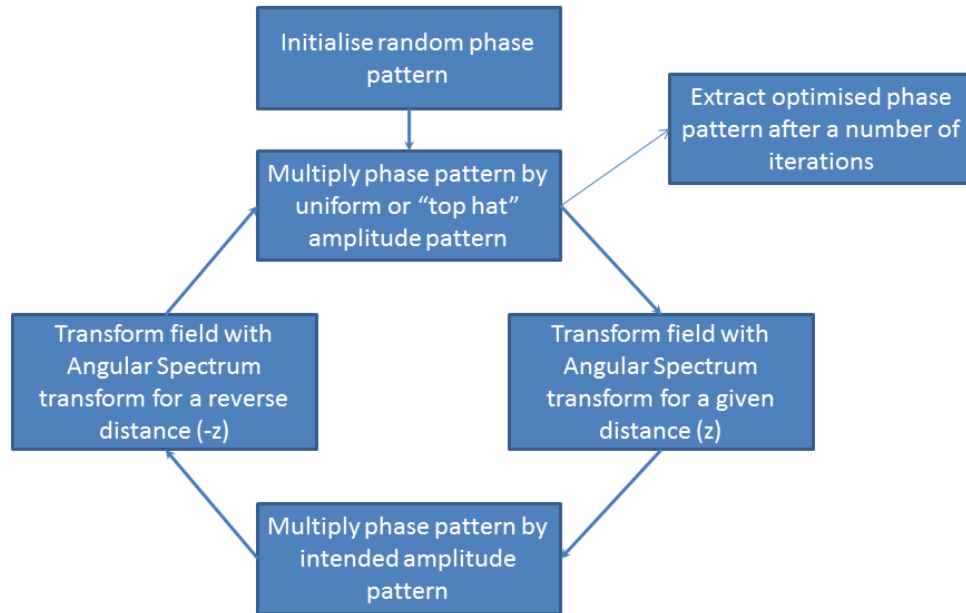 Initialise random phase
pattern
Extract optimised phase
pattern after a number of
iterations
Multiply phase pattern by
uniform or “top hat”
amplitude pattern
Transform field with
Angular Spectrum
transform for a reverse
distance (-z)
Transform field with
Angular Spectrum
transform for a given
distance (z)
Multiply phase pattern by
intended amplitude
pattern